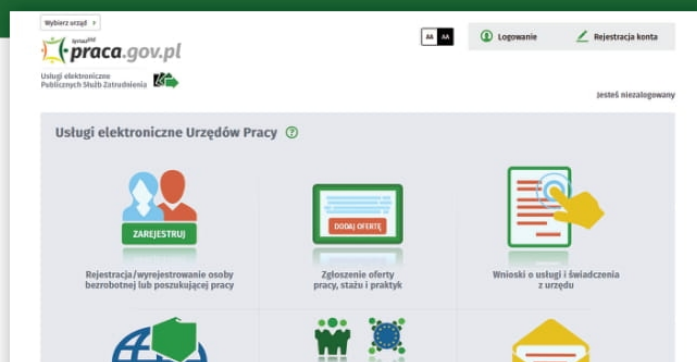 Wybierz urząd
AA AA
Logowanie
Rejestracja konta
praca.gov.pl
Usługi elektroniczne
Publicznych Służb Zatrudnienia
Jesteś niezalogowany
Usługi elektroniczne Urzędów Pracy ?
ZAREJESTRUJ
DODAJ OFERTĘ
Rejestracja/wyrejestrowanie osoby
bezrobotnej lub poszukującej pracy
Zgłoszenie oferty
pracy, stażu i praktyk
Wnioski o usługi i świadczenia
z urzędu